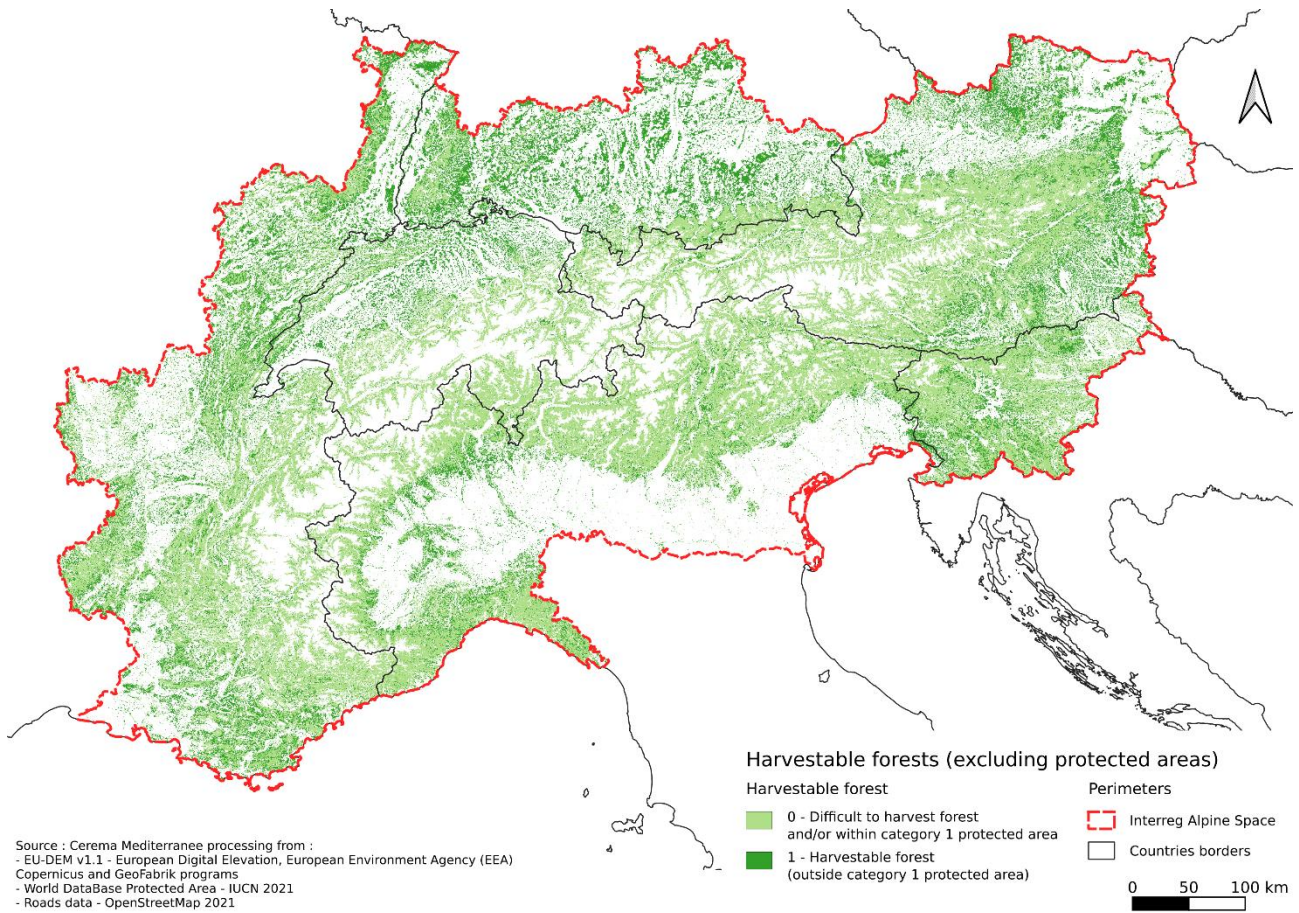 Harvestable forests (excluding protected areas)
Harvestable forest
0 - Difficult to harvest forest
and/or within category 1 protected area
1 - Harvestable forest
(outside category 1 protected area)
Perimeters
Interreg Alpine Space
Countries borders
0 50 100 km
Source : Cerema Mediterranee processing from :
- EU-DEM v1.1 - European Digital Elevation, European Environment Agency (EEA)
Copernicus and GeoFabrik programs
- World DataBase Protected Area - IUCN 2021
- Roads data - OpenStreetMap 2021